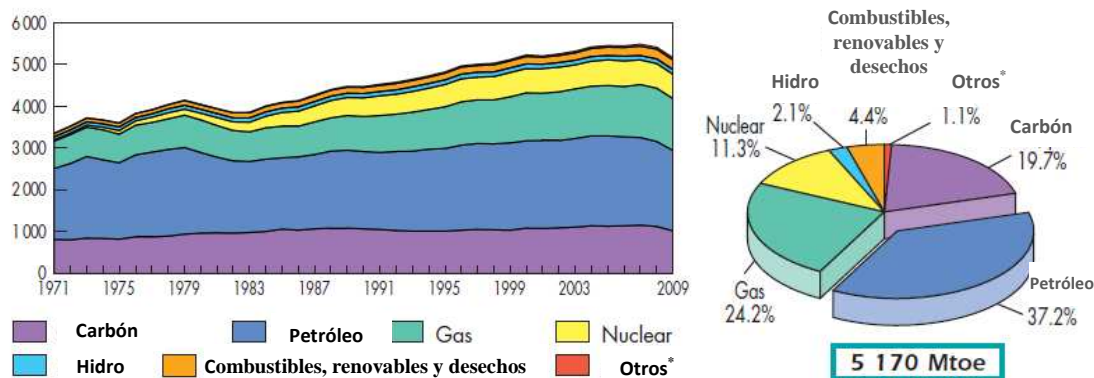 6 000
5 000
4 000
3 000
2 000
1 000
0
1971 1975 1979 1983 1987 1991 1995 1999 2003 2009
Carbón Petróleo Gas Nuclear
Hidro Combustibles, renovables y desechos Otros*
Combustibles,
renovables y
desechos
Hidro
2.1%
4.4%
Otros*
1.1%
Nuclear
11.3%
Carbón
19.7%
Gas
24.2%
Petróleo
37.2%
5 170 Mtoe